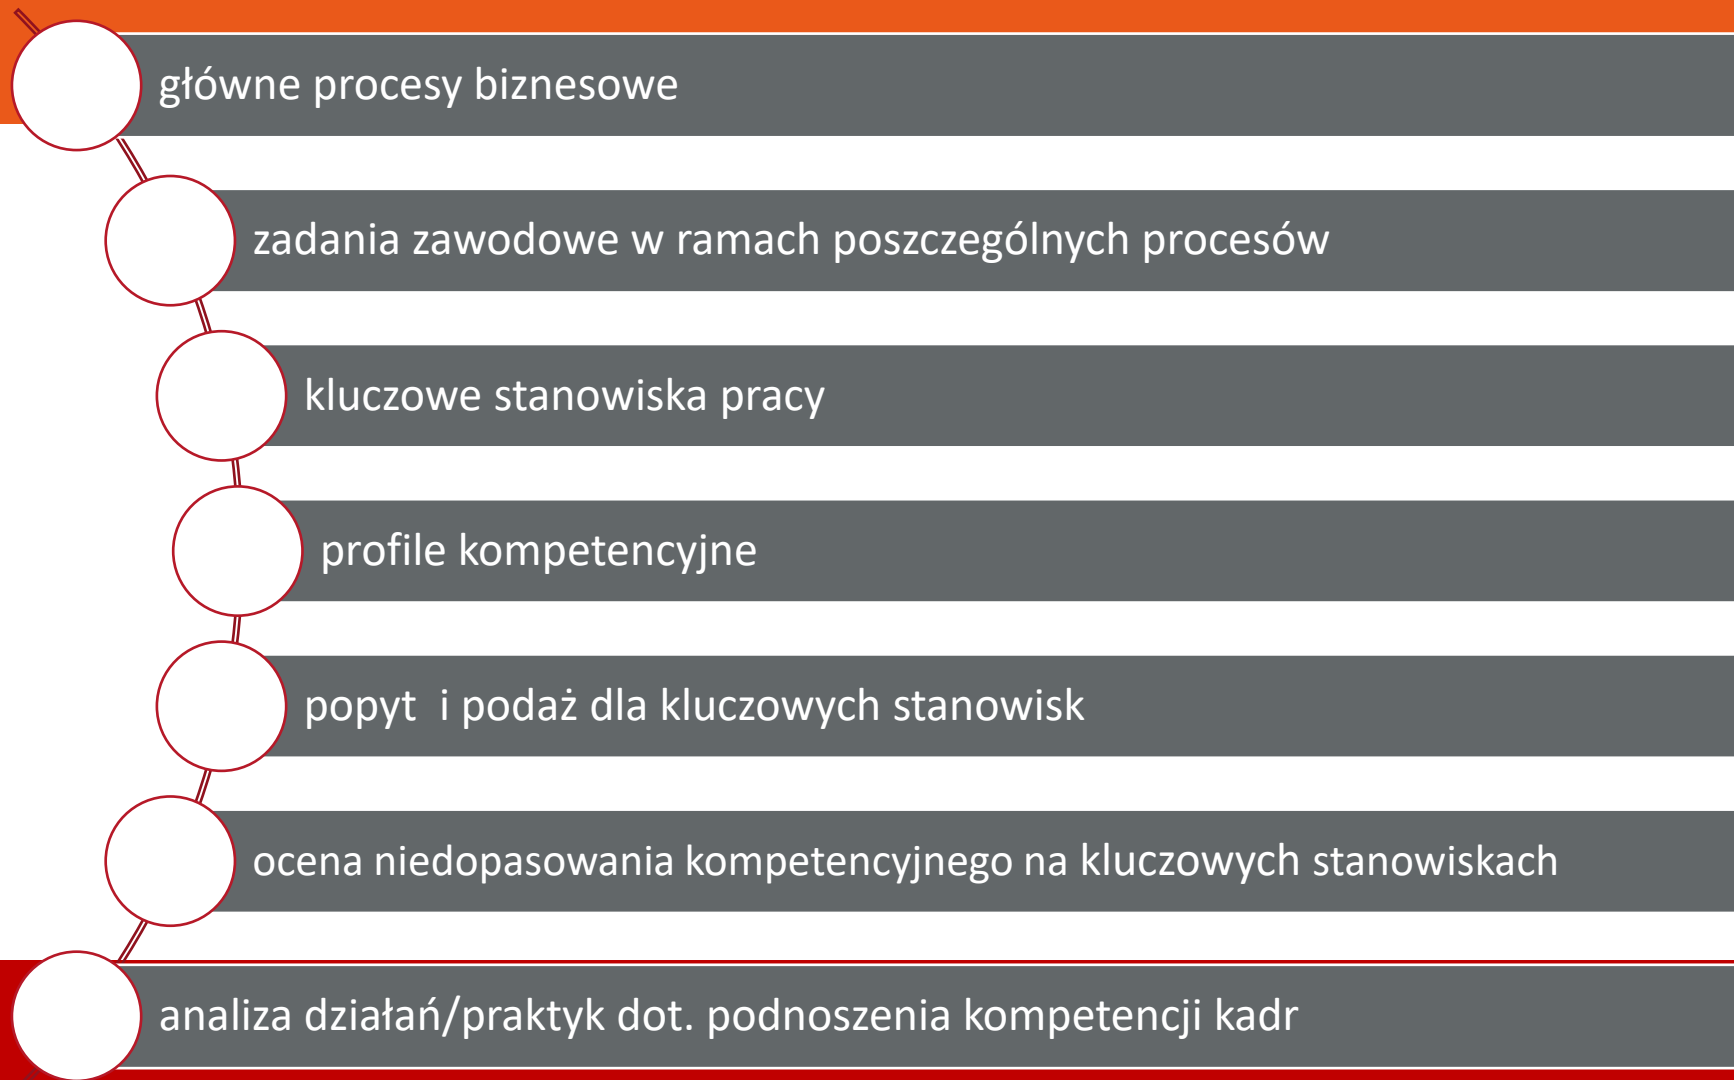 główne procesy biznesowe
zadania zawodowe w ramach poszczególnych procesów
kluczowe stanowiska pracy
profile kompetencyjne
popyt  i podaż dla kluczowych stanowisk
ocena niedopasowania kompetencyjnego na kluczowych stanowiskach
analiza działań/praktyk dot. podnoszenia kompetencji kadr